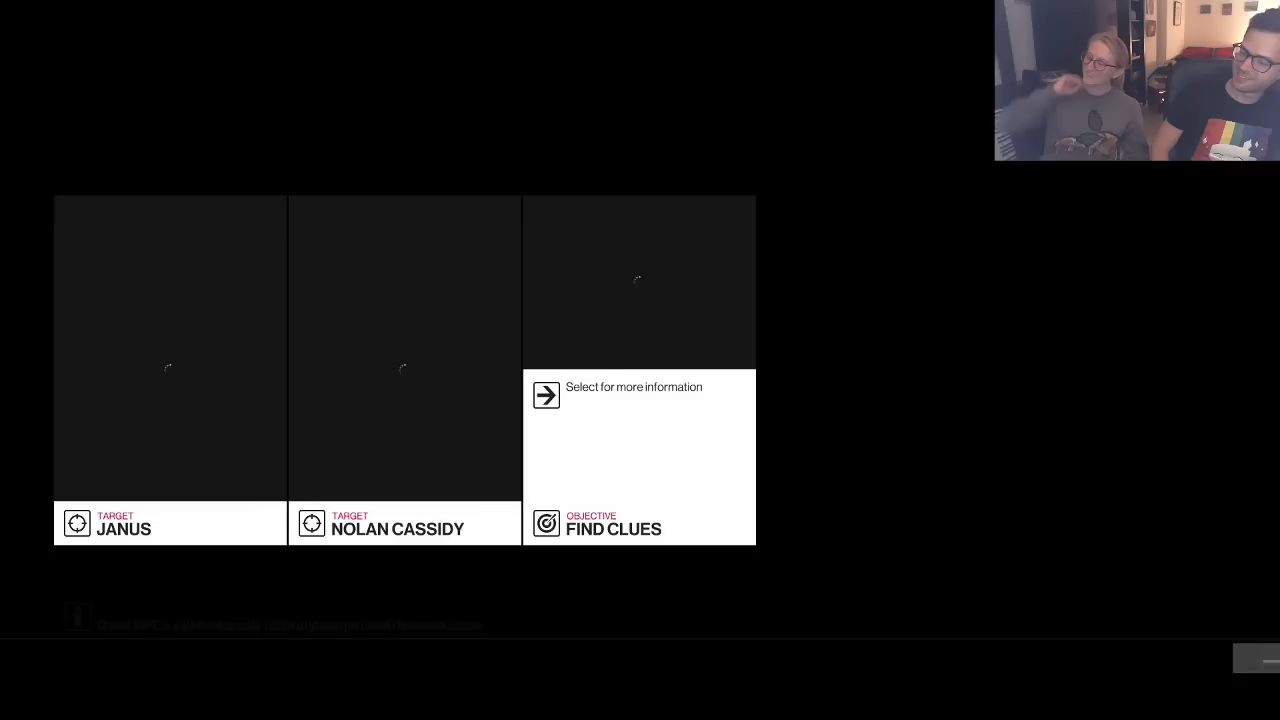 Select for more information
TARGET
JANUS
TARGET
NOLAN CASSIDY
OBJECTIVE
FIND CLUES